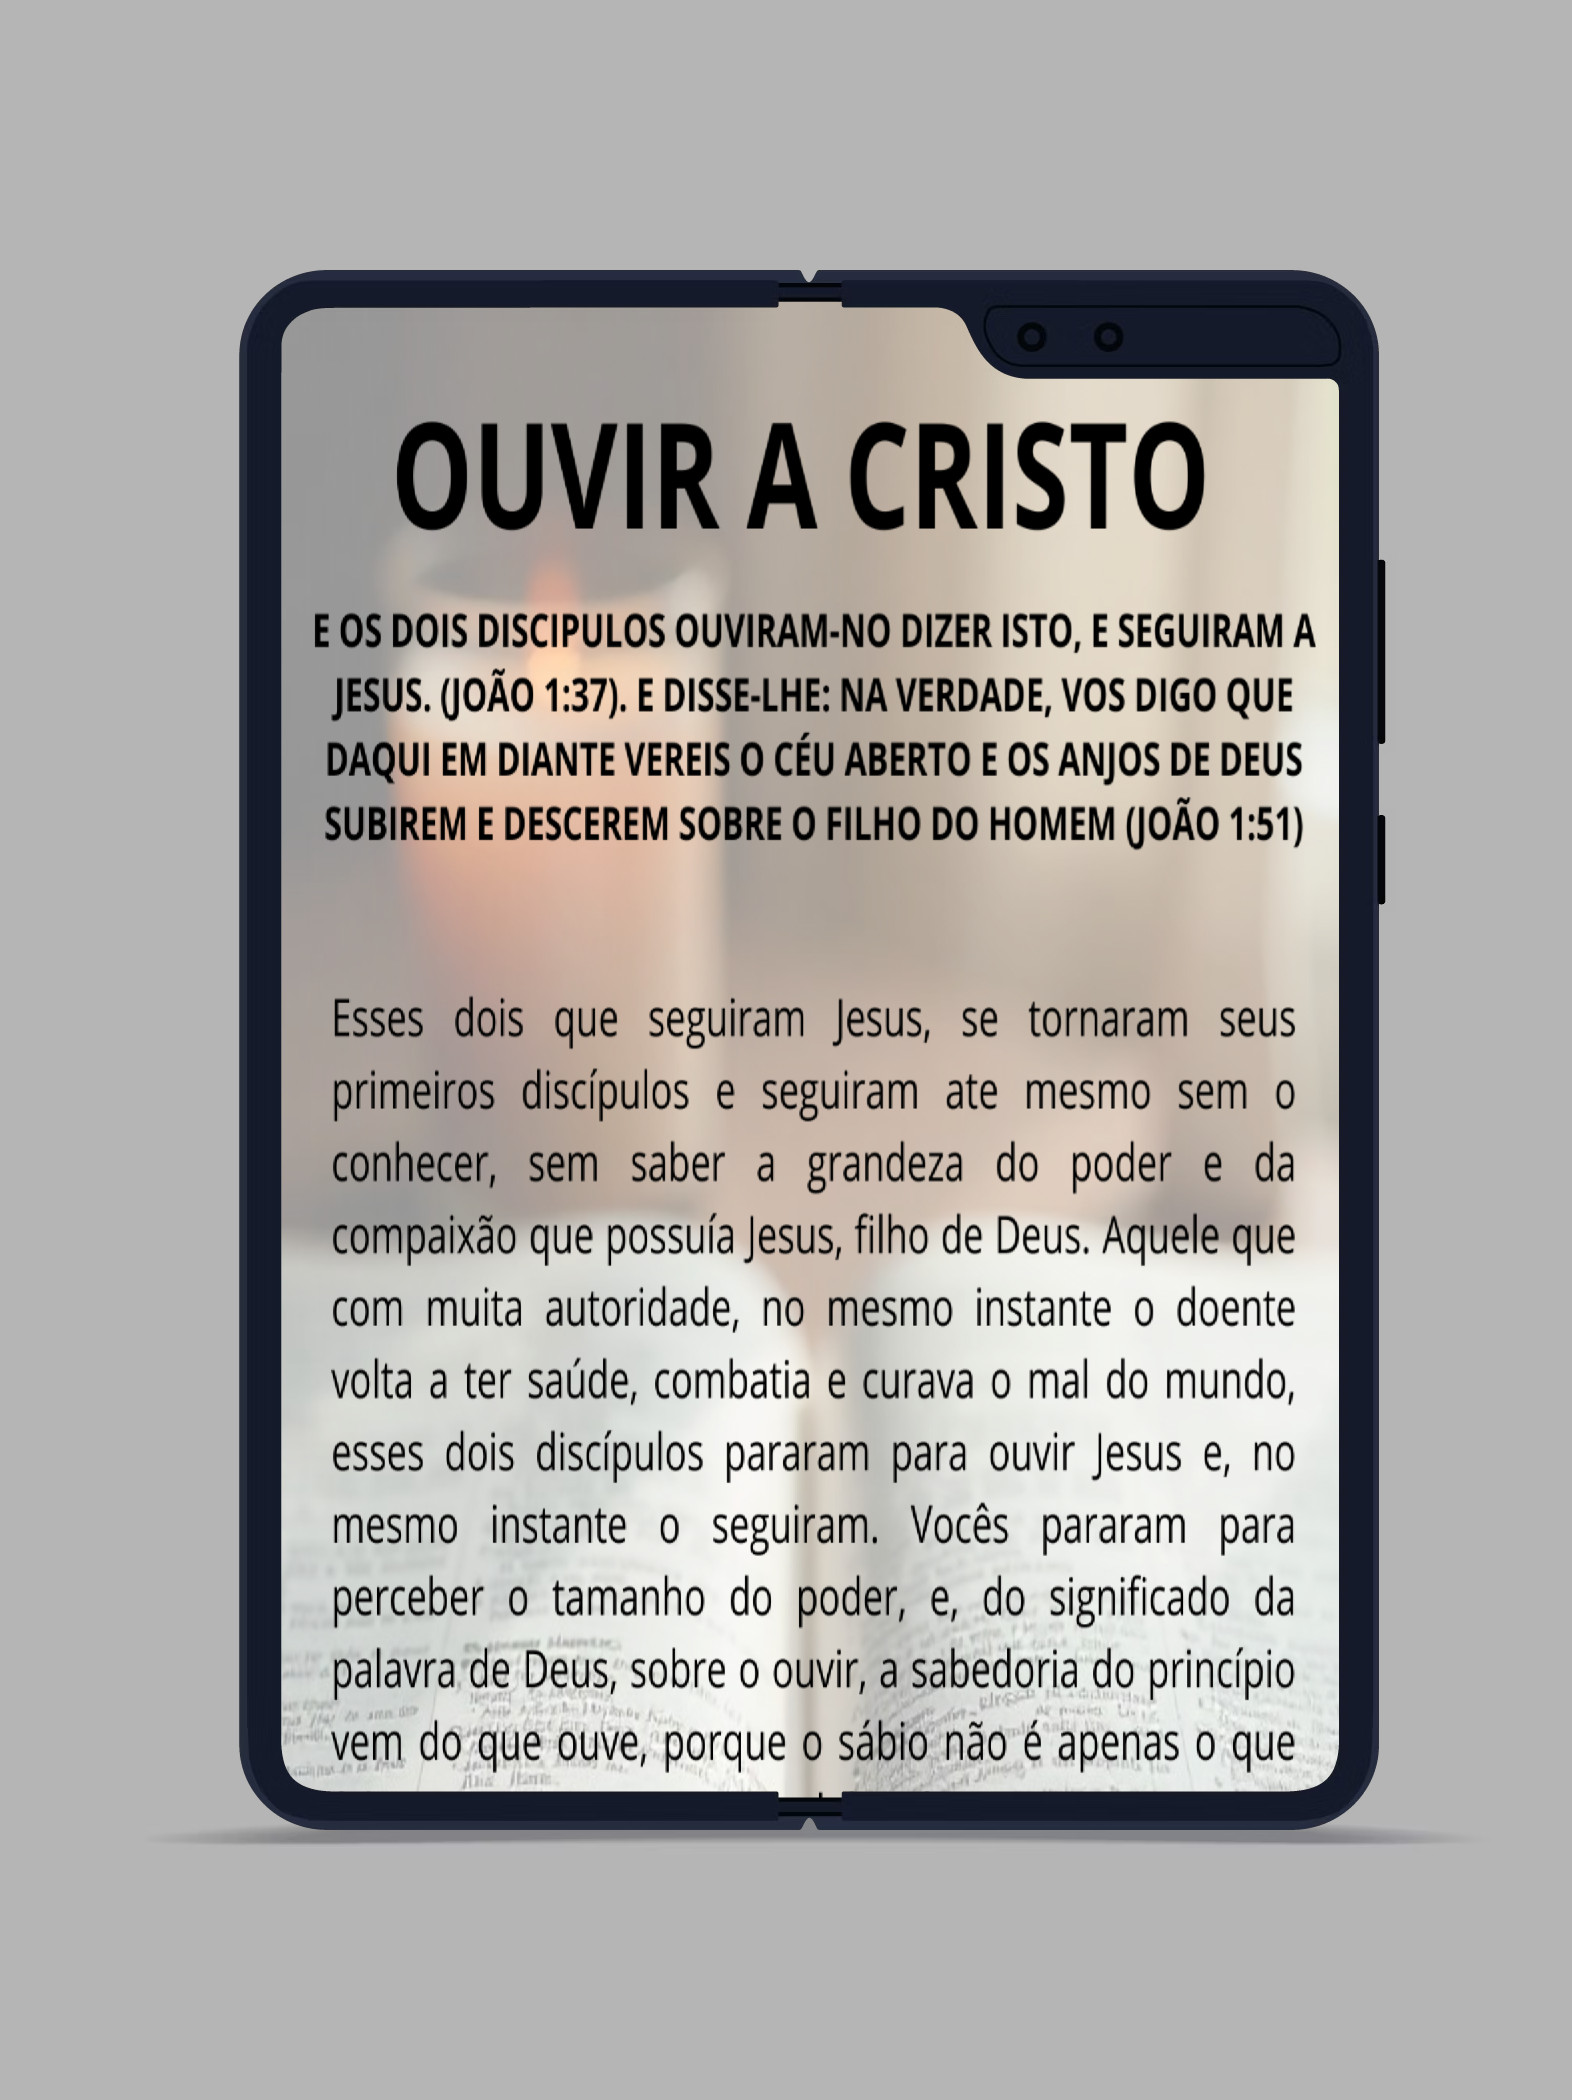 OUVIR A CRISTO
E OS DOIS DISCIPULOS OUVIRAM-NO DIZER ISTO, E SEGUIRAM A
JESUS. (JOÃO 1:37). E DISSE-LHE: NA VERDADE, VOS DIGO QUE
DAQUI EM DIANTE VEREIS O CÉU ABERTO E OS ANJOS DE DEUS
SUBIREM E DESCEREM SOBRE O FILHO DO HOMEM (JOÃO 1:51)
Esses dois que seguiram Jesus, se tornaram seus
primeiros discípulos e seguiram ate mesmo sem o
conhecer, sem saber a grandeza do poder e da
compaixão que possuía Jesus, filho de Deus. Aquele que
com muita autoridade, no mesmo instante o doente
volta a ter saúde, combatia e curava o mal do mundo,
esses dois discípulos pararam para ouvir Jesus e, no
mesmo instante o seguiram. Vocês pararam para
perceber o tamanho do poder, e, do significado da
palavra de Deus, sobre o ouvir, a sabedoria do princípio
vem do que ouve, porque o sábio não é apenas o que